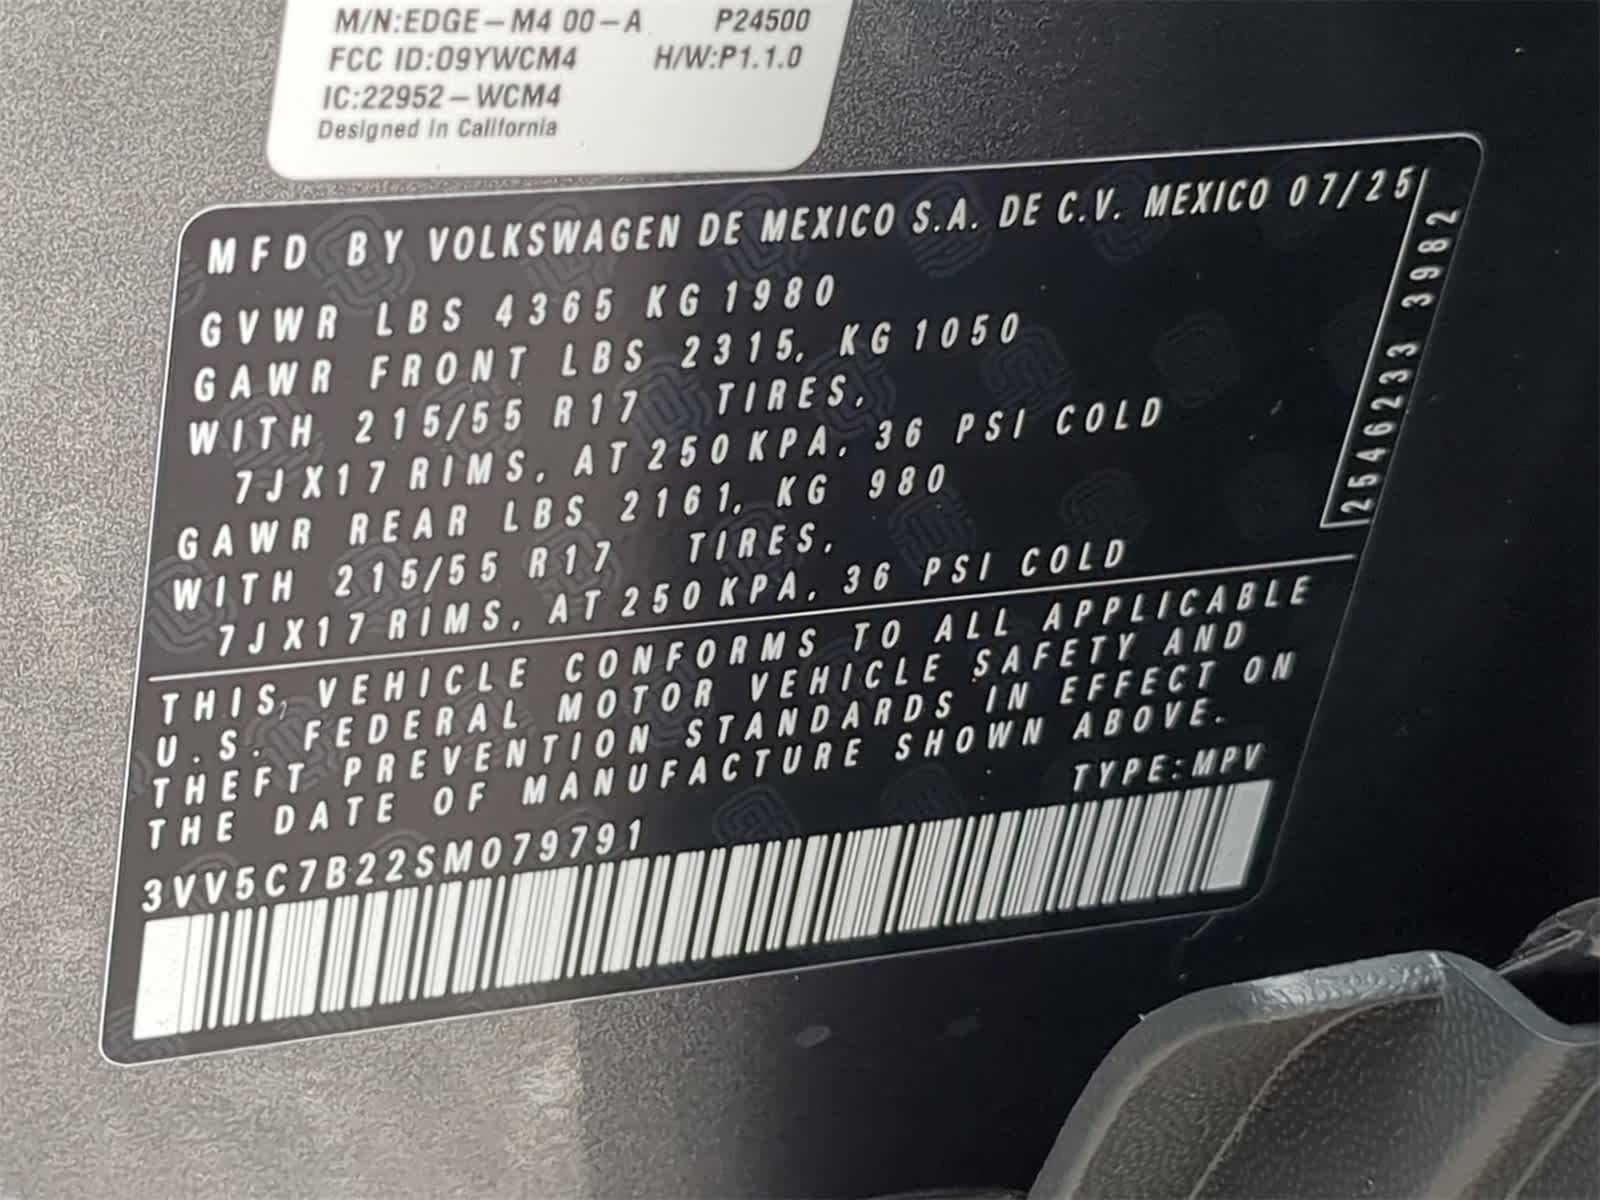 M/N:EDGE-M4 00-A P24500
FCC ID:O9YWCM4 H/W:P1.1.0
IC:22952-WCM4
Designed in California
MFD BY VOLKSWAGEN DE MEXICO S.A. DE C.V. MEXICO 07/25
GVWR LBS 4365 KG 1980
GAWR FRONT LBS 2315, KG 1050
WITH 215/55 R17 TIRES,
7JX17 RIMS, AT 250 KPA, 36 PSI COLD
GAWR REAR LBS 2161, KG 980
WITH 215/55 R17 TIRES,
7JX17 RIMS, AT 250 KPA, 36 PSI COLD
2546233 3982
THIS, VEHICLE CONFORMS TO ALL APPLICABLE
U.S. FEDERAL MOTOR VEHICLE SAFETY AND
THEFT PREVENTION STANDARDS IN EFFECT ON
THE DATE OF MANUFACTURE SHOWN ABOVE.
TYPE:MPV
3VV5C7B22SM079791